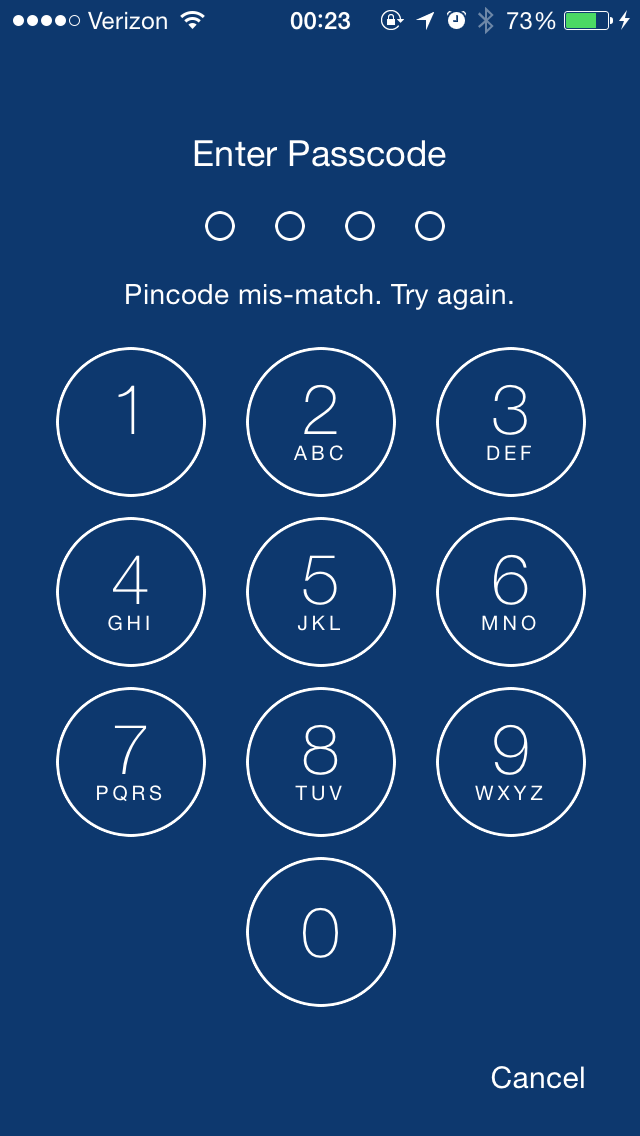 Verizon 00:23 73%
Enter Passcode
Pincode mis-match. Try again.
1 2 3
ABC DEF
4 5 6
GHI JKL MNO
7 8 9
PQRS TUV WXYZ
0
Cancel